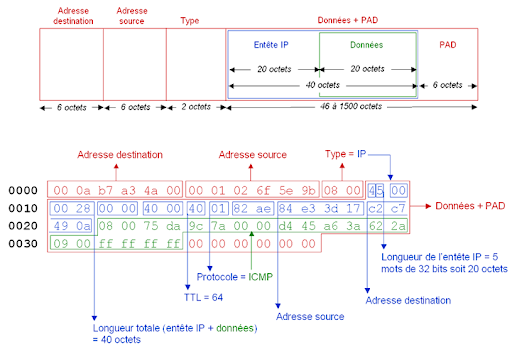 Adresse destination
Adresse source
Type
Données + PAD
Entête IP
Données
PAD
20 octets
20 octets
40 octets
6 octets
6 octets
6 octets
2 octets
46 à 1500 octets
Adresse destination
Adresse source
Type = IP
0000 00 0a b7 a3 4a 00 00 01 02 6f 5e 9b 08 00 45 00
0010 00 28 00 00 40 00 40 01 82 ae 84 e3 3d 17 c2 c7
0020 49 0a 08 00 75 da 9c 7a 00 00 d4 45 a6 3a 62 2a
0030 09 00 ff ff ff ff 00 00 00 00 00 00
Données + PAD
Longueur de l'entête IP = 5
mots de 32 bits soit 20 octets
Protocole = ICMP
TTL = 64
Adresse destination
Adresse source
Longueur totale (entête IP + données)
= 40 octets